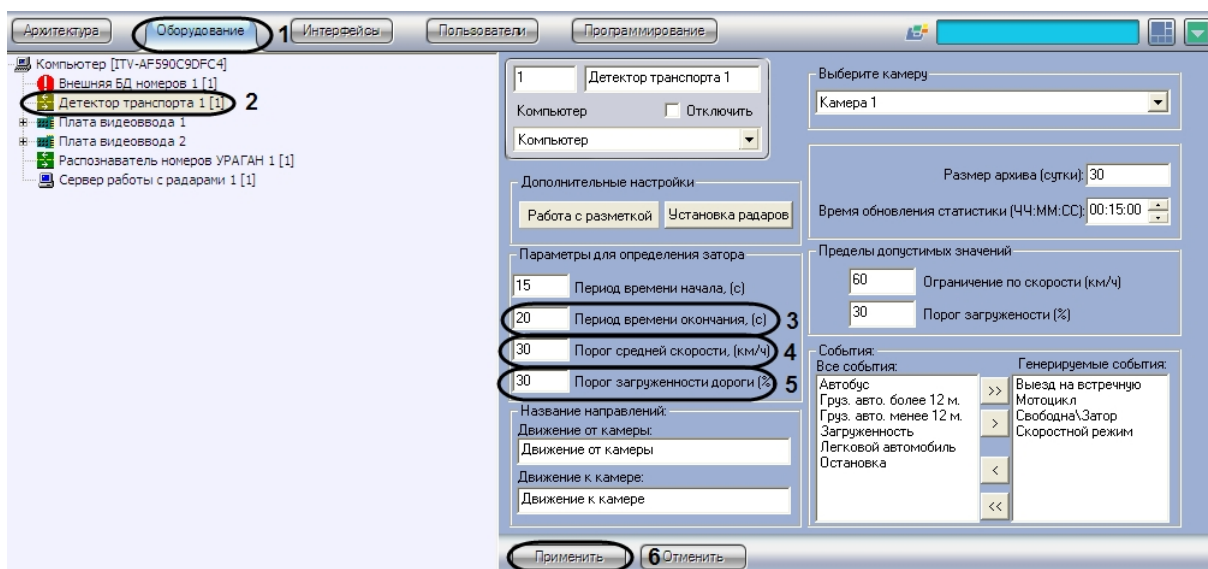 Архитектура Оборудование 1 Интерфейсы Пользователи Программирование
Компьютер [ITV-AF590C9DFC4]
Внешняя БД номеров 1 [1]
Детектор транспорта 1 [1] 2
Плата видеоввода 1
Плата видеоввода 2
Распознаватель номеров УРАГАН 1 [1]
Сервер работы с радарами 1 [1]
1 Детектор транспорта 1
Компьютер Отключить
Компьютер
Дополнительные настройки
Работа с разметкой Установка радаров
Параметры для определения затора
15 Период времени начала, (с)
20 Период времени окончания, (с) 3
30 Порог средней скорости, (км/ч) 4
30 Порог загруженности дороги (% 5
Название направлений:
Движение от камеры:
Движение от камеры
Движение к камере:
Движение к камере
Выберите камеру
Камера 1
Размер архива (сутки): 30
Время обновления статистики (ЧЧ:ММ:СС): 00:15:00
Пределы допустимых значений
60 Ограничение по скорости (км/ч)
30 Порог загружености (%)
События:
Все события:
Автобус
Груз. авто. более 12 м.
Груз. авто. менее 12 м.
Загруженность
Легковой автомобиль
Остановка
>>
>
<
<<
Генерируемые события:
Выезд на встречную
Мотоцикл
Свободна\Затор
Скоростной режим
Применить 6 Отменить